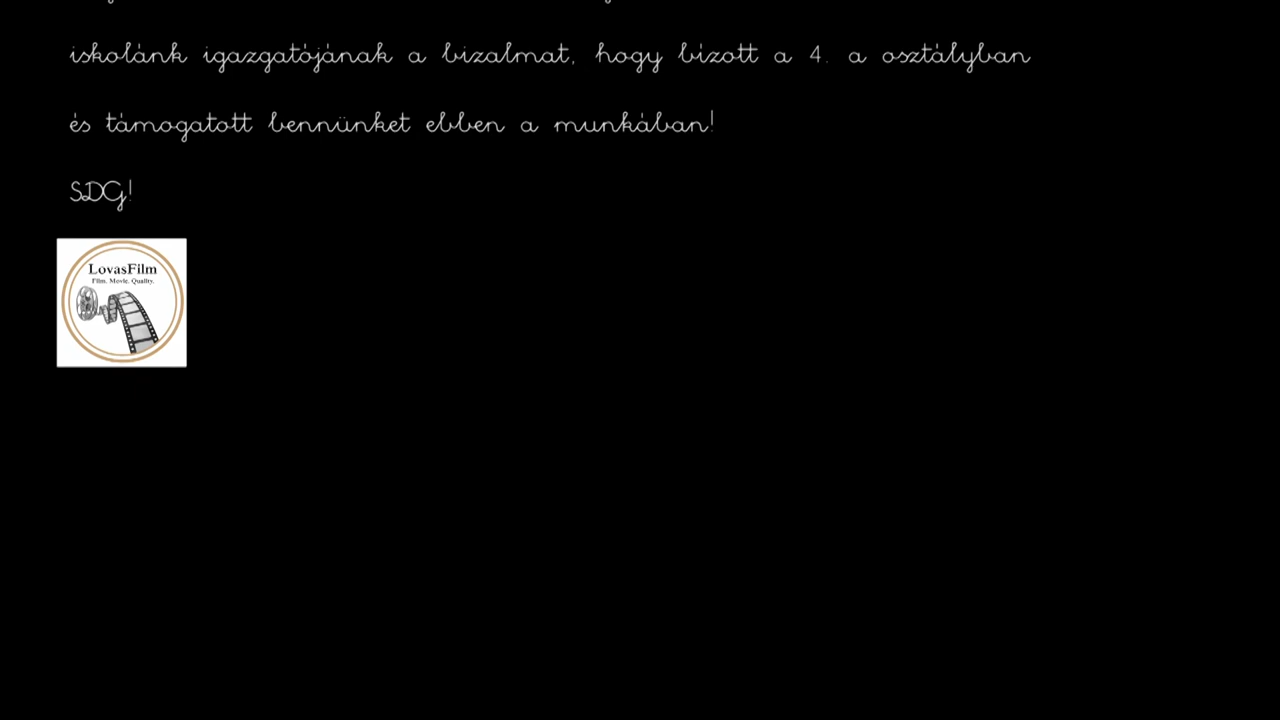 iskolánk igazgatójának a bizalmat, hogy bízott a 4. a osztályban
és támogatott bennünket ebben a munkában!
SDG!
LovasFilm
Film. Movie. Quality.